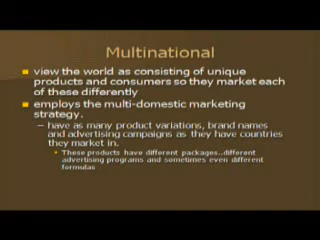 Multinational
view the world as consisting of unique
products and consumers so they market each
of these differently
employs the multi-domestic marketing
strategy.
– have as many product variations, brand names
and advertising campaigns as they have countries
they market in.
These products have different packages..different
advertising programs and sometimes even different
formulas